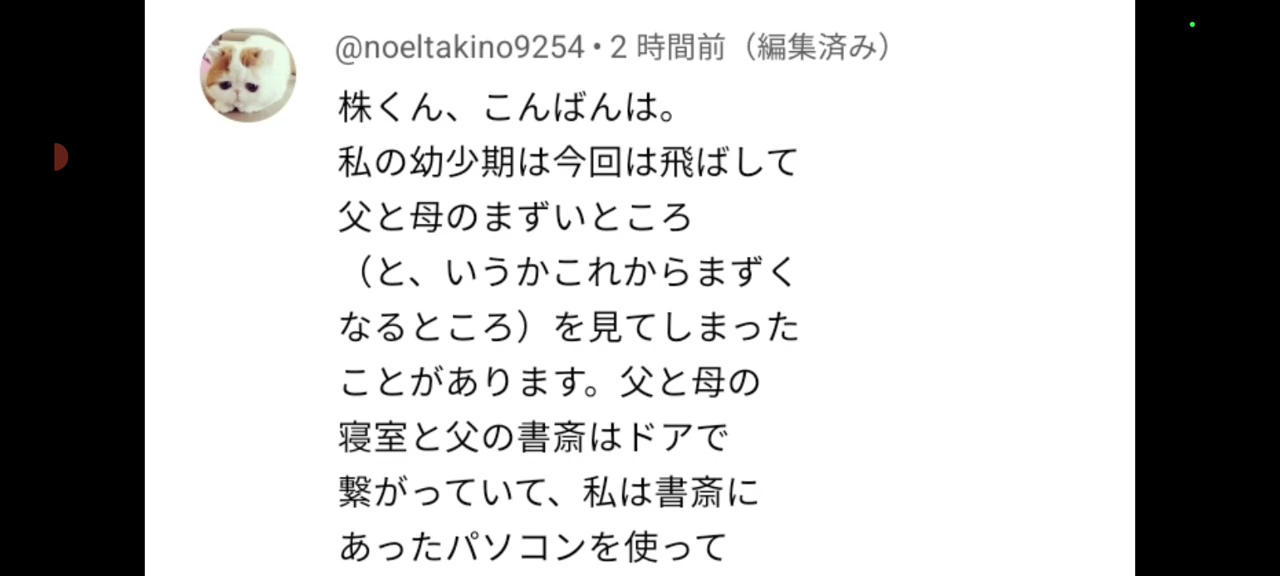 @noeltakino9254 • 2 時間前（編集済み）
株くん、こんばんは。
私の幼少期は今回は飛ばして
父と母のまずいところ
（と、いうかこれからまずく
なるところ）を見てしまった
ことがあります。父と母の
寝室と父の書斎はドアで
繋がっていて、私は書斎に
あったパソコンを使って